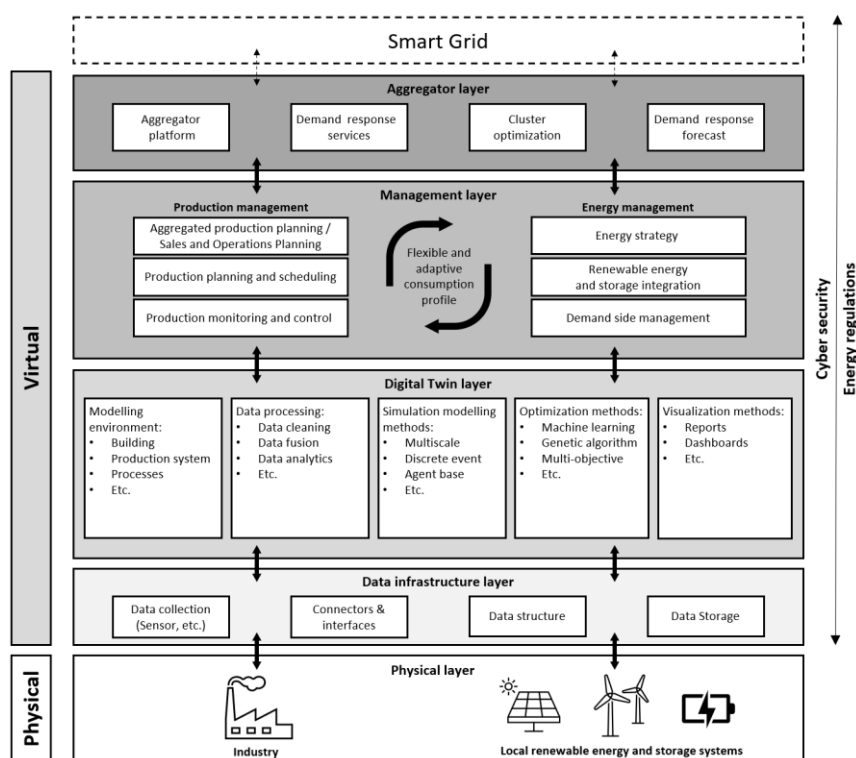 Smart Grid
Aggregator layer
Aggregator
platform
Demand response
services
Cluster
optimization
Demand response
forecast
Management layer
Production management
Aggregated production planning /
Sales and Operations Planning
Production planning and scheduling
Production monitoring and control
Flexible and
adaptive
consumption
profile
Energy management
Energy strategy
Renewable energy
and storage integration
Demand side management
Digital Twin layer
Modelling
environment:
• Building
• Production system
• Processes
• Etc.
Data processing:
• Data cleaning
• Data fusion
• Data analytics
• Etc.
Simulation modelling
methods:
• Multiscale
• Discrete event
• Agent base
• Etc.
Optimization methods:
• Machine learning
• Genetic algorithm
• Multi-objective
• Etc.
Visualization methods:
• Reports
• Dashboards
• Etc.
Data infrastructure layer
Data collection
(Sensor, etc.)
Connectors &
interfaces
Data structure
Data Storage
Physical layer
Industry
Local renewable energy and storage systems
Virtual
Physical
Cyber security
Energy regulations